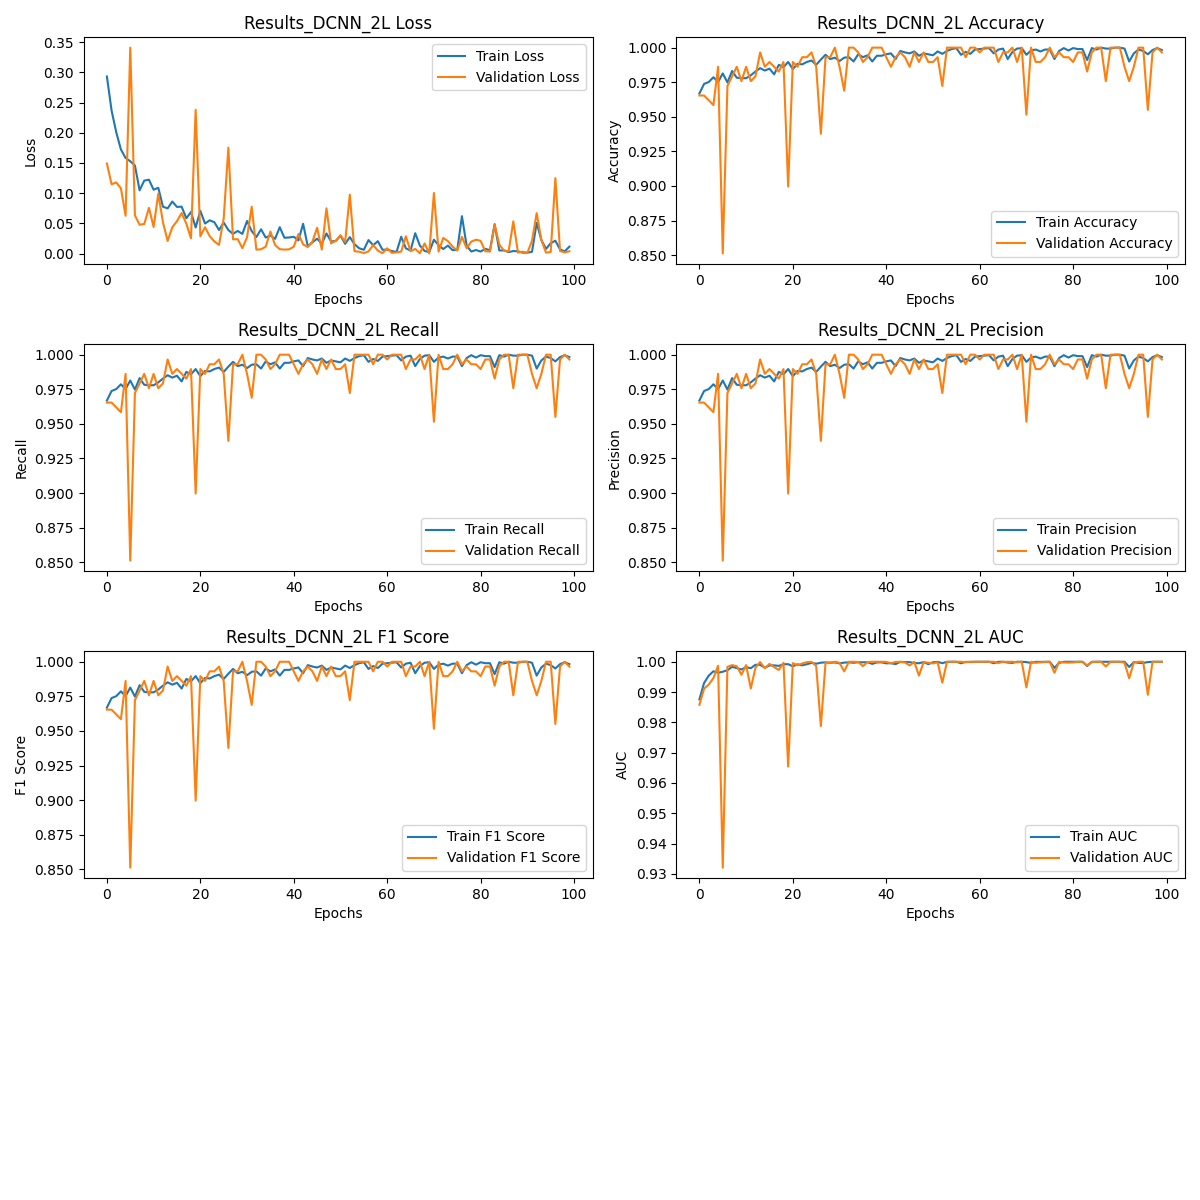 Results_DCNN_2L Loss
0.35
0.30
0.25
0.20
0.15
0.10
0.05
0.00
Loss
Train Loss
Validation Loss
0 20 40 60 80 100
Epochs
Results_DCNN_2L Accuracy
1.000
0.975
0.950
0.925
0.900
0.875
0.850
Accuracy
Train Accuracy
Validation Accuracy
0 20 40 60 80 100
Epochs
Results_DCNN_2L Recall
1.000
0.975
0.950
0.925
0.900
0.875
0.850
Recall
Train Recall
Validation Recall
0 20 40 60 80 100
Epochs
Results_DCNN_2L Precision
1.000
0.975
0.950
0.925
0.900
0.875
0.850
Precision
Train Precision
Validation Precision
0 20 40 60 80 100
Epochs
Results_DCNN_2L F1 Score
1.000
0.975
0.950
0.925
0.900
0.875
0.850
F1 Score
Train F1 Score
Validation F1 Score
0 20 40 60 80 100
Epochs
Results_DCNN_2L AUC
1.00
0.99
0.98
0.97
0.96
0.95
0.94
0.93
AUC
Train AUC
Validation AUC
0 20 40 60 80 100
Epochs